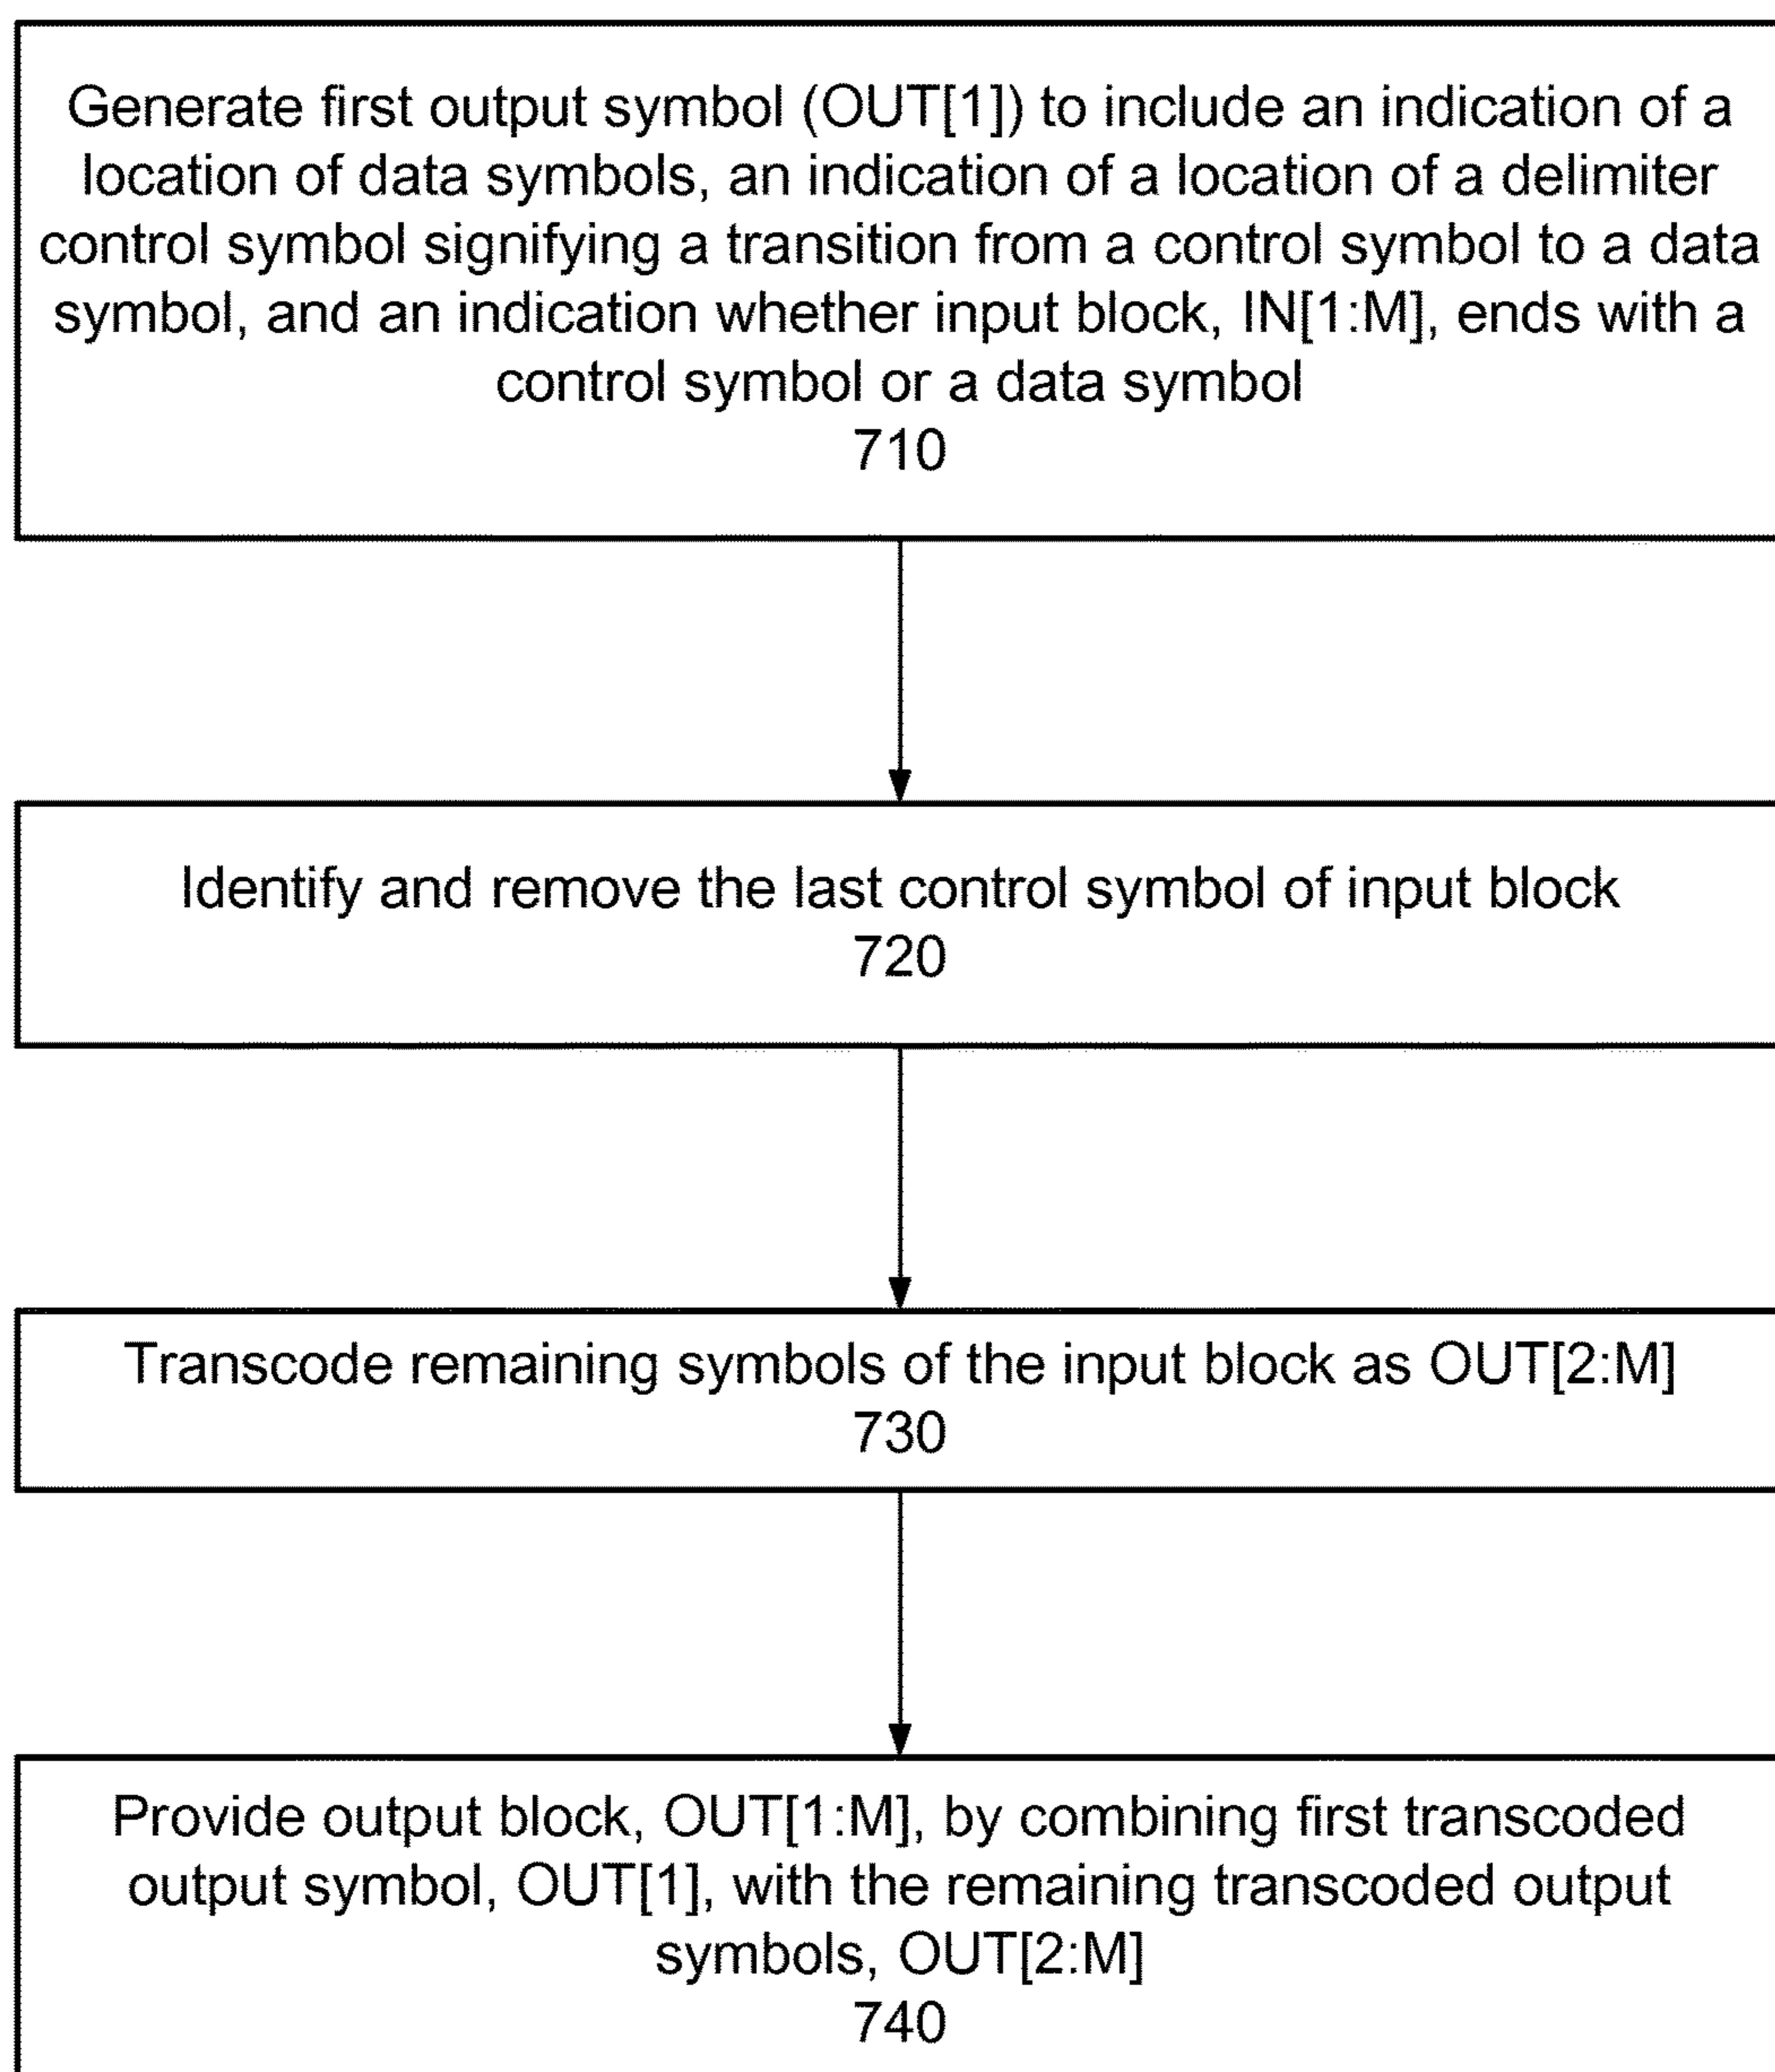 Generate first output symbol (OUT[1]) to include an indication of a
location of data symbols, an indication of a location of a delimiter
control symbol signifying a transition from a control symbol to a data
symbol, and an indication whether input block, IN[1:M], ends with a
control symbol or a data symbol
710
Identify and remove the last control symbol of input block
720
Transcode remaining symbols of the input block as OUT[2:M]
730
Provide output block, OUT[1:M], by combining first transcoded
output symbol, OUT[1], with the remaining transcoded output
symbols, OUT[2:M]
740